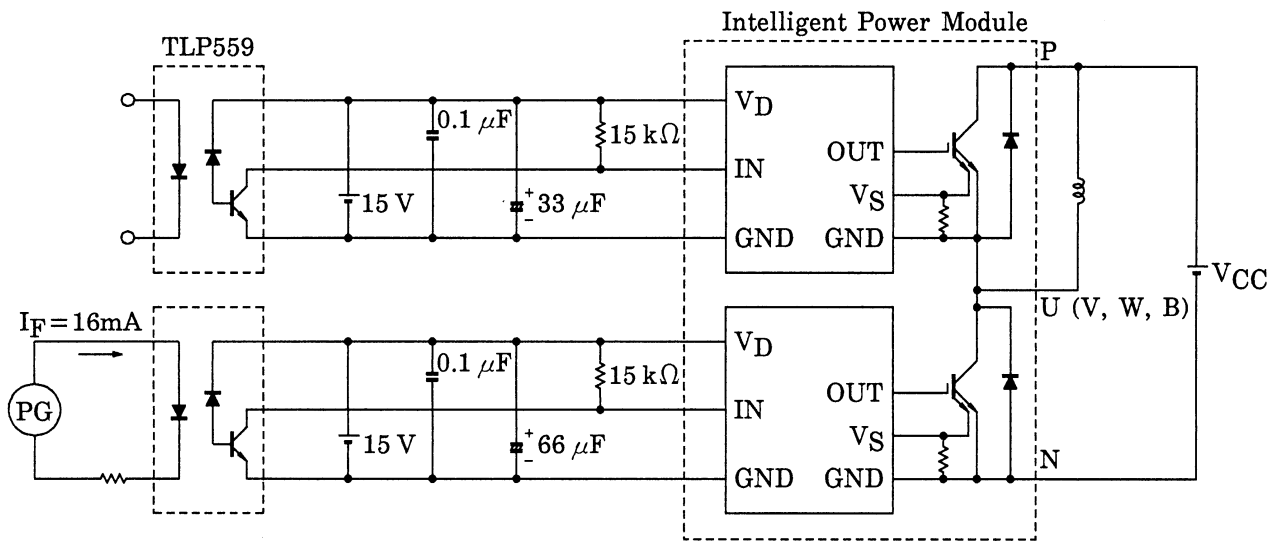 Intelligent Power Module
TLP559
P
V_D
0.1 μF
15 kΩ
OUT
IN
V_S
15 V
+
33 μF
-
GND
GND
V_CC
U (V, W, B)
I_F=16mA
V_D
0.1 μF
15 kΩ
OUT
PG
IN
V_S
15 V
+
66 μF
-
N
GND
GND